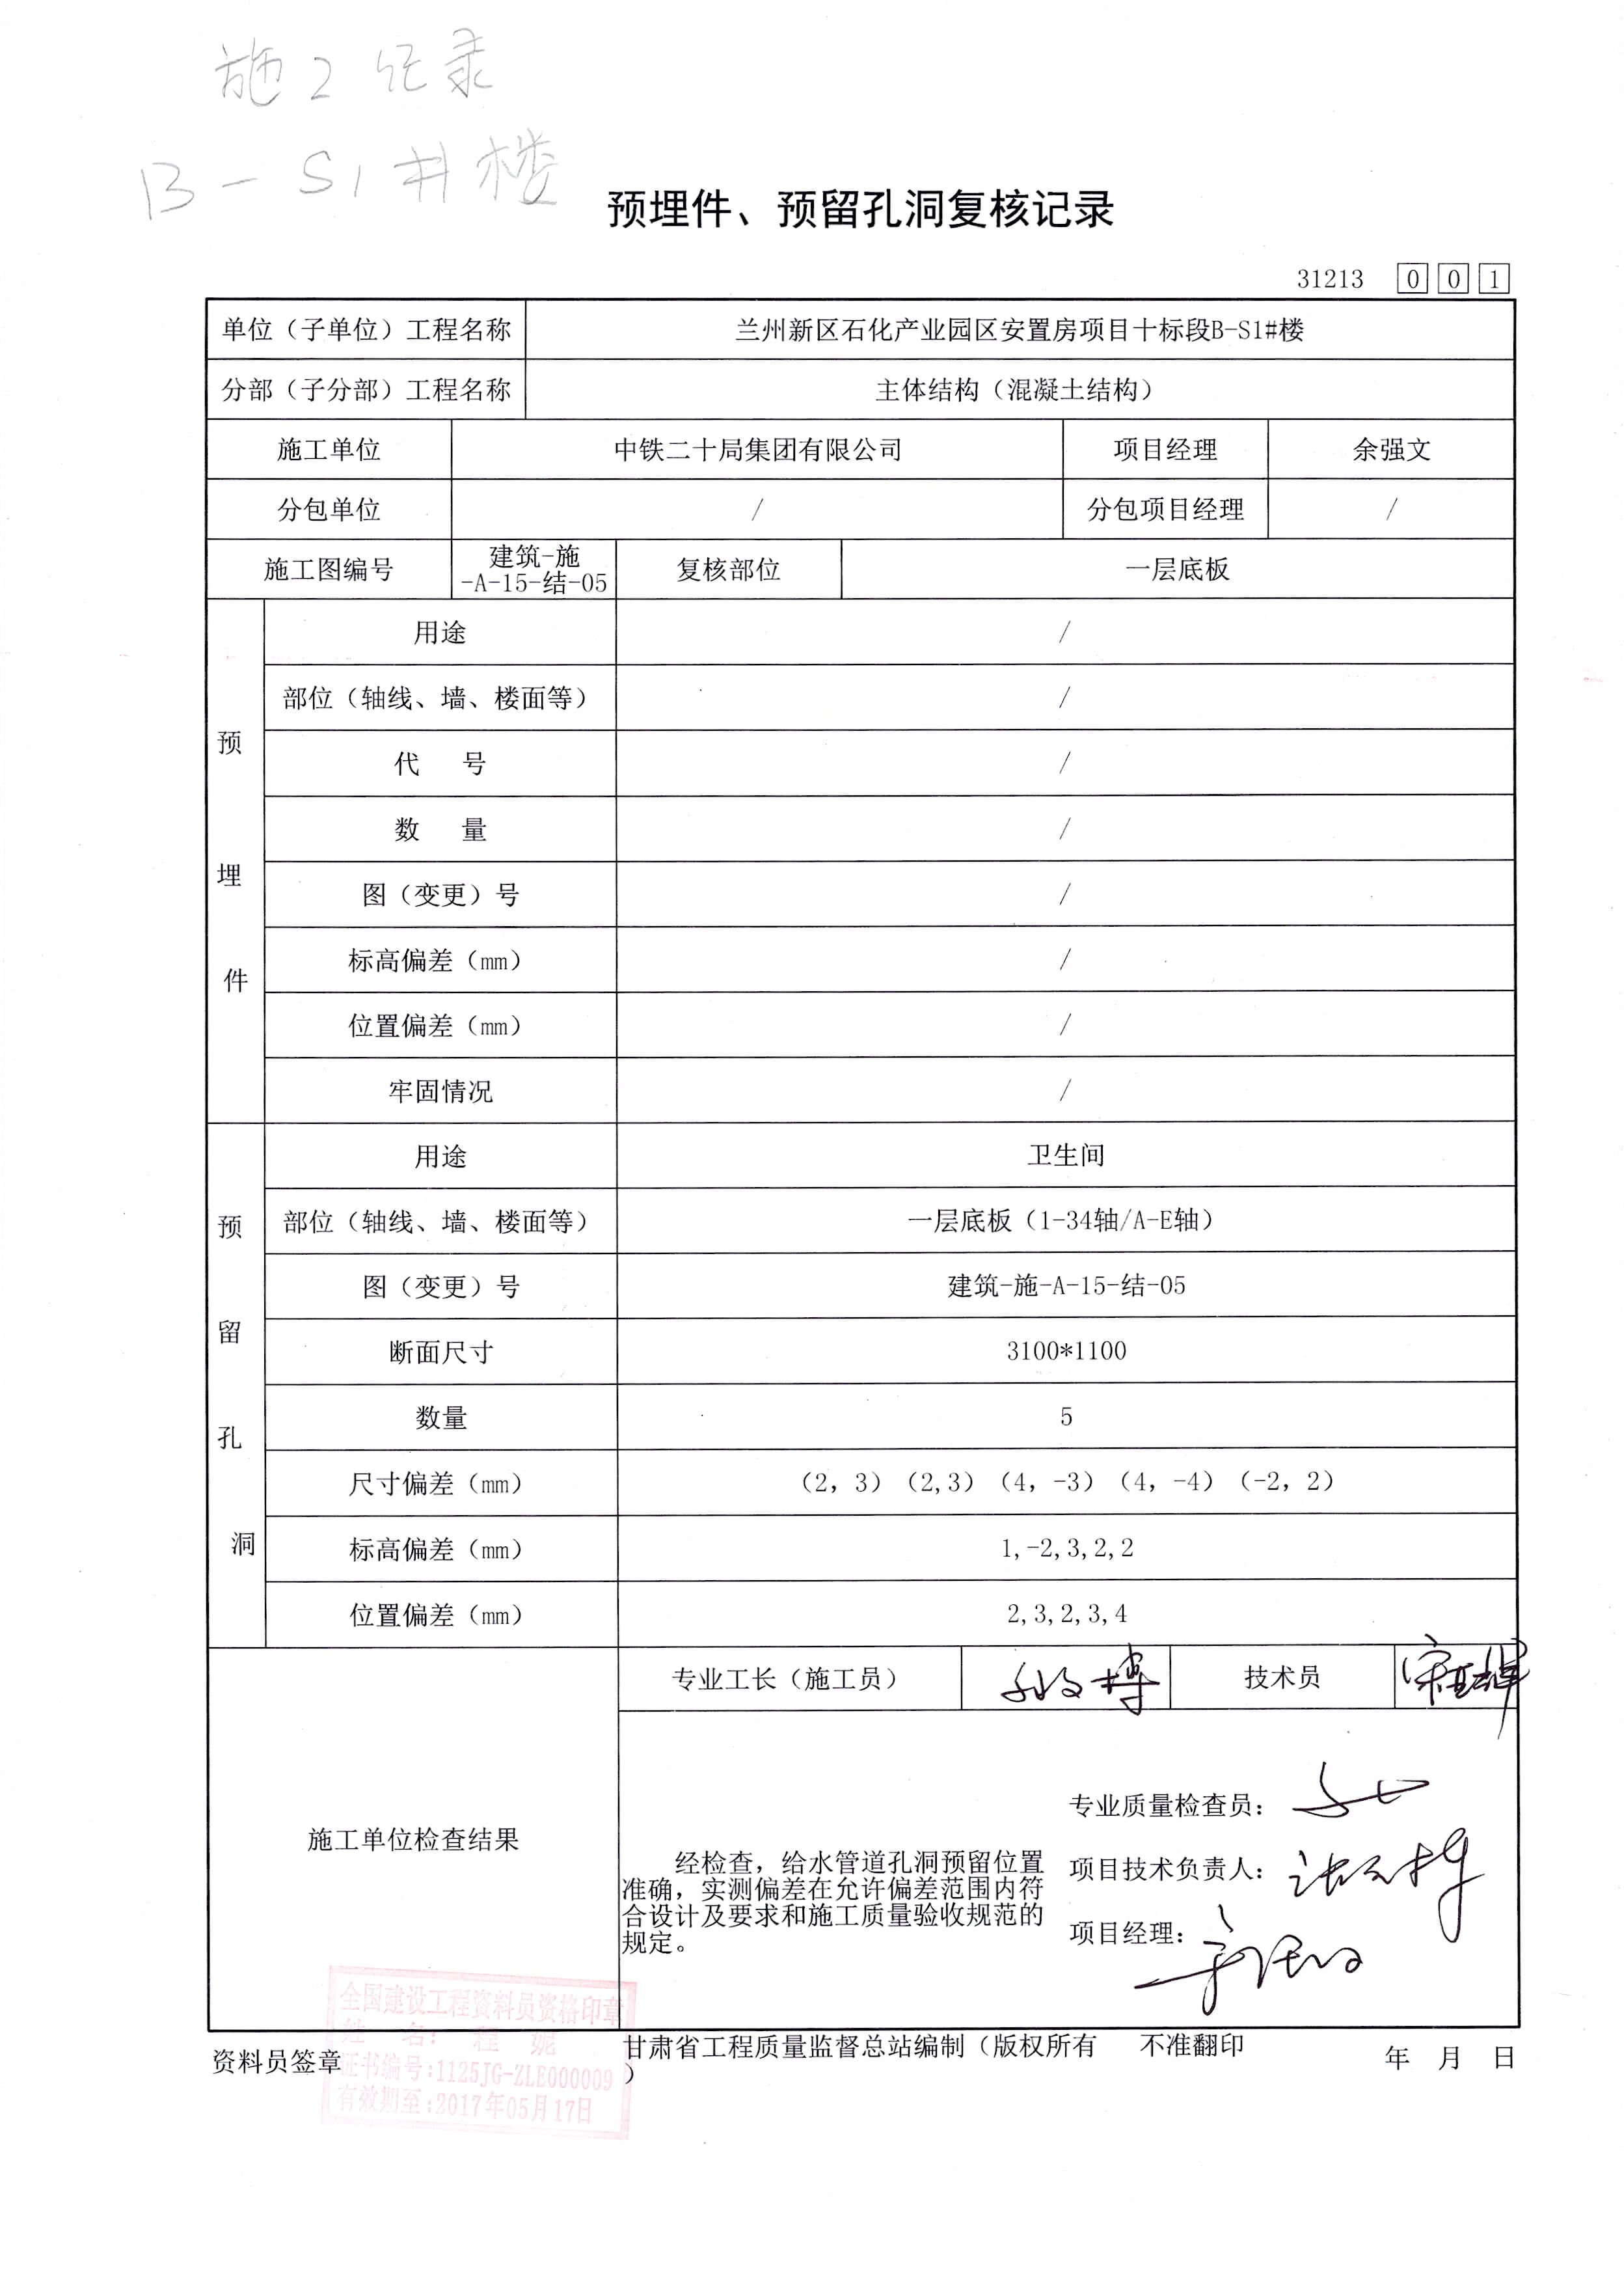 施工记录
B-S1#楼
预埋件、预留孔洞复核记录
31213 0 0 1
单位（子单位）工程名称 兰州新区石化产业园区安置房项目十标段B-S1#楼
分部（子分部）工程名称 主体结构（混凝土结构）
施工单位 中铁二十局集团有限公司 项目经理 余强文
分包单位 / 分包项目经理 /
施工图编号 建筑-施
-A-15-结-05 复核部位 一层底板
预埋件
用途 /
部位（轴线、墙、楼面等） /
代 号 /
数 量 /
图（变更）号 /
标高偏差（mm） /
位置偏差（mm） /
牢固情况 /
预留孔洞
用途 卫生间
部位（轴线、墙、楼面等） 一层底板（1-34轴/A-E轴）
图（变更）号 建筑-施-A-15-结-05
断面尺寸 3100*1100
数量 5
尺寸偏差（mm） （2, 3）（2,3）（4, -3）（4, -4）（-2, 2）
标高偏差（mm） 1,-2,3,2,2
位置偏差（mm） 2,3,2,3,4
专业工长（施工员） 技术员
施工单位检查结果
经检查，给水管道孔洞预留位置
准确，实测偏差在允许偏差范围内符
合设计及要求和施工质量验收规范的
规定。
专业质量检查员：
项目技术负责人：
项目经理：
全国建设工程资料员资格印章
姓 名：程 妮
证书编号:1125JG-ZLE000009
有效期至:2017年05月17日
资料员签章 甘肃省工程质量监督总站编制（版权所有 不准翻印
） 年 月 日